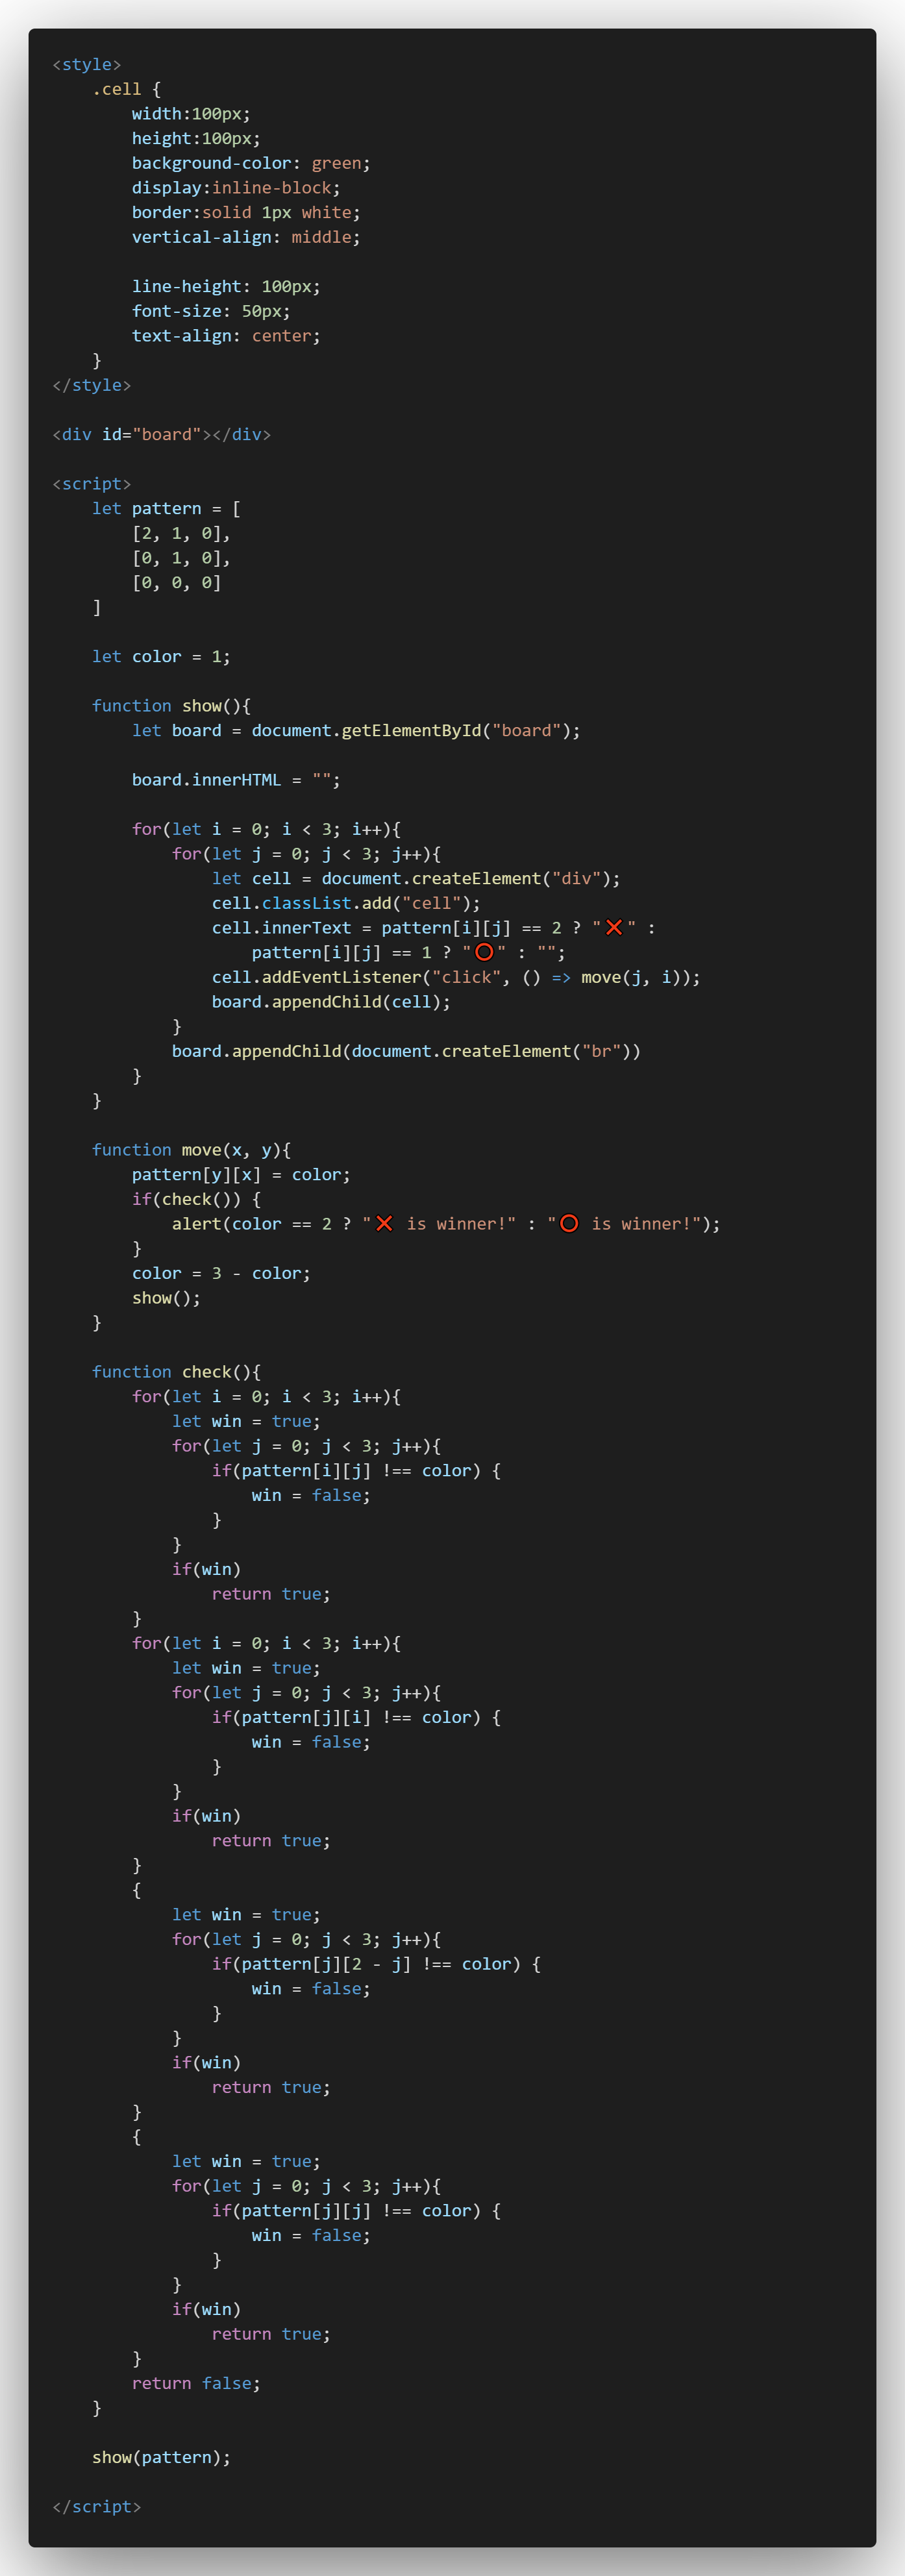 <style>
    .cell {
        width:100px;
        height:100px;
        background-color: green;
        display:inline-block;
        border:solid 1px white;
        vertical-align: middle;

        line-height: 100px;
        font-size: 50px;
        text-align: center;
    }
</style>

<div id="board"></div>

<script>
    let pattern = [
        [2, 1, 0],
        [0, 1, 0],
        [0, 0, 0]
    ]

    let color = 1;

    function show(){
        let board = document.getElementById("board");

        board.innerHTML = "";

        for(let i = 0; i < 3; i++){
            for(let j = 0; j < 3; j++){
                let cell = document.createElement("div");
                cell.classList.add("cell");
                cell.innerText = pattern[i][j] == 2 ? "❌" :
                    pattern[i][j] == 1 ? "⭕" : "";
                cell.addEventListener("click", () => move(j, i));
                board.appendChild(cell);
            }
            board.appendChild(document.createElement("br"))
        }
    }

    function move(x, y){
        pattern[y][x] = color;
        if(check()) {
            alert(color == 2 ? "❌ is winner!" : "⭕ is winner!");
        }
        color = 3 - color;
        show();
    }

    function check(){
        for(let i = 0; i < 3; i++){
            let win = true;
            for(let j = 0; j < 3; j++){
                if(pattern[i][j] !== color) {
                    win = false;
                }
            }
            if(win)
                return true;
        }
        for(let i = 0; i < 3; i++){
            let win = true;
            for(let j = 0; j < 3; j++){
                if(pattern[j][i] !== color) {
                    win = false;
                }
            }
            if(win)
                return true;
        }
        {
            let win = true;
            for(let j = 0; j < 3; j++){
                if(pattern[j][2 - j] !== color) {
                    win = false;
                }
            }
            if(win)
                return true;
        }
        {
            let win = true;
            for(let j = 0; j < 3; j++){
                if(pattern[j][j] !== color) {
                    win = false;
                }
            }
            if(win)
                return true;
        }
        return false;
    }

    show(pattern);

</script>